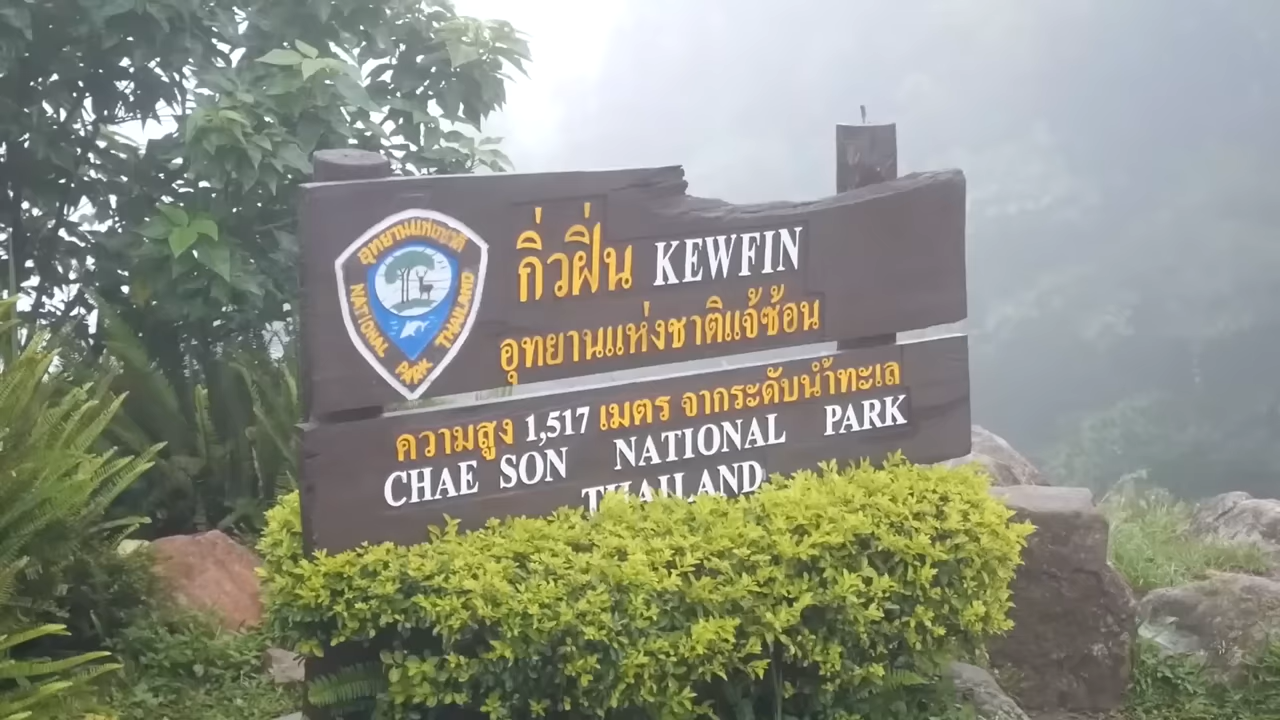 อุทยานแห่งชาติ
NATIONAL PARK THAILAND
กิ่วฝิ่น KEWFIN
อุทยานแห่งชาติแจ้ซ้อน
ความสูง 1,517 เมตร จากระดับน้ำทะเล
CHAE SON NATIONAL PARK
THAILAND